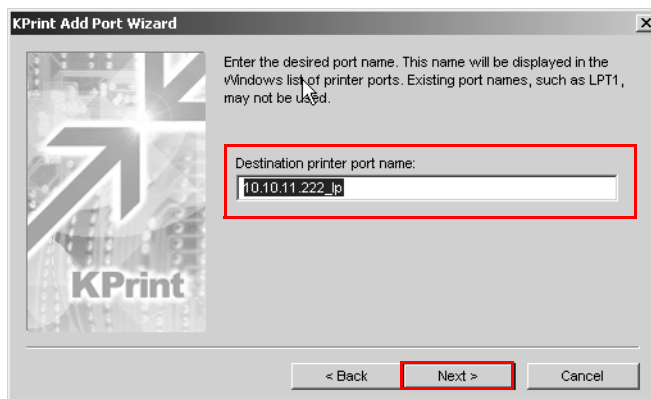 KPrint Add Port Wizard
Enter the desired port name. This name will be displayed in the
Windows list of printer ports. Existing port names, such as LPT1,
may not be used.
Destination printer port name:
10.10.11.222_lp
KPrint
< Back
Next >
Cancel